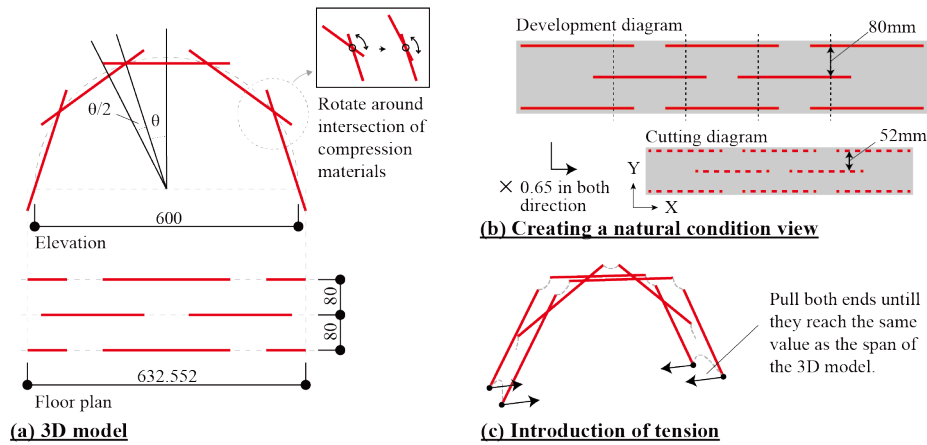 θ/2
θ
Rotate around
intersection of
compression
materials
600
Elevation
80
80
632.552
Floor plan
(a) 3D model
Development diagram
80mm
Cutting diagram
52mm
× 0.65 in both
direction
Y
X
(b) Creating a natural condition view
Pull both ends untill
they reach the same
value as the span of
the 3D model.
(c) Introduction of tension